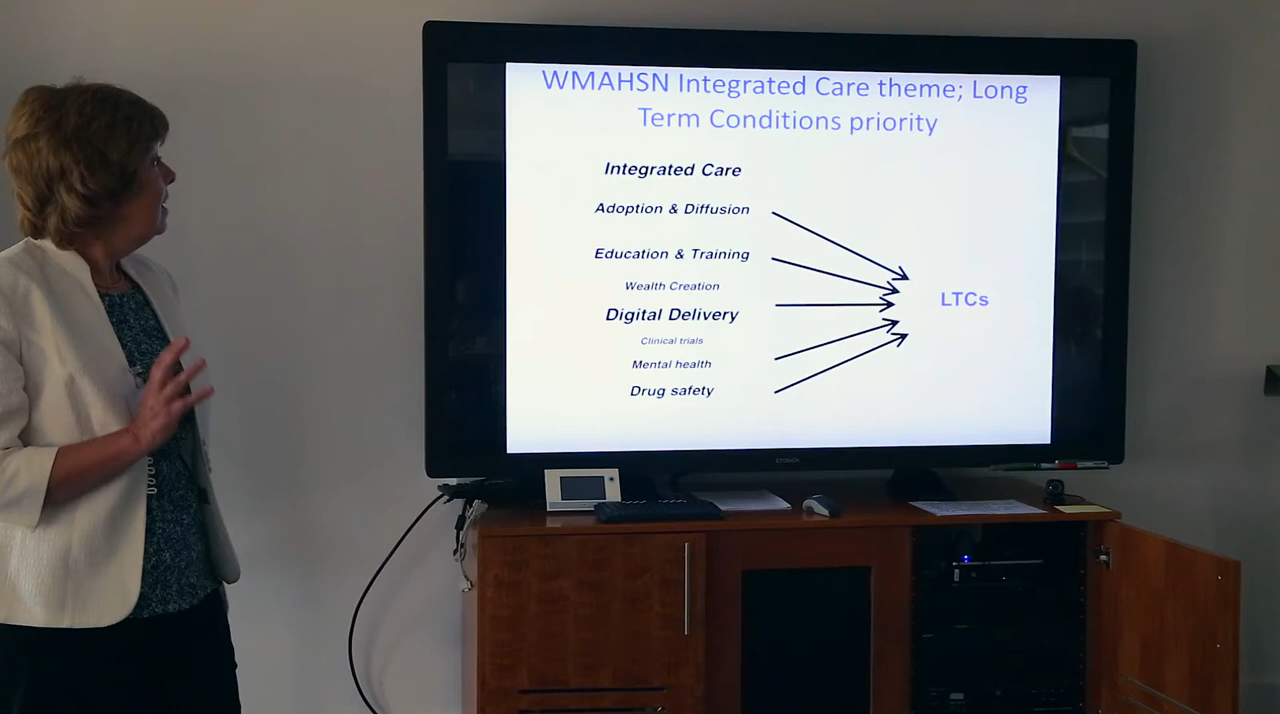 WMAHSN Integrated Care theme; Long
Term Conditions priority
Integrated Care
Adoption & Diffusion
Education & Training
Wealth Creation
Digital Delivery
Clinical trials
Mental health
Drug safety
LTCs